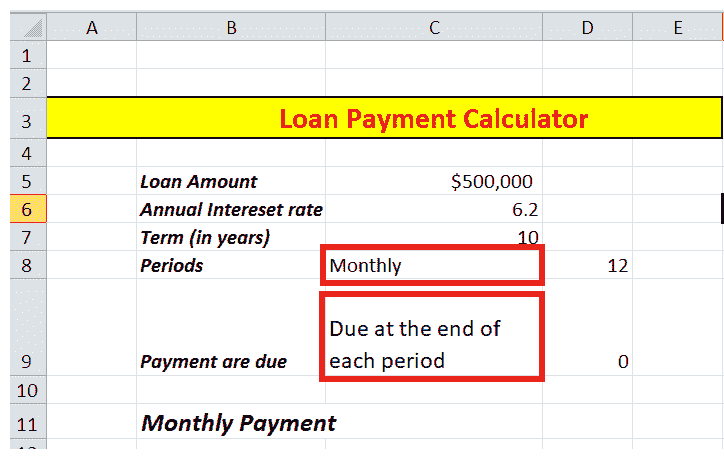 A B C D E
1
2
3 Loan Payment Calculator
4
5 Loan Amount $500,000
6 Annual Intereset rate 6.2
7 Term (in years) 10
8 Periods Monthly 12
Due at the end of
9 Payment are due each period 0
10
11 Monthly Payment